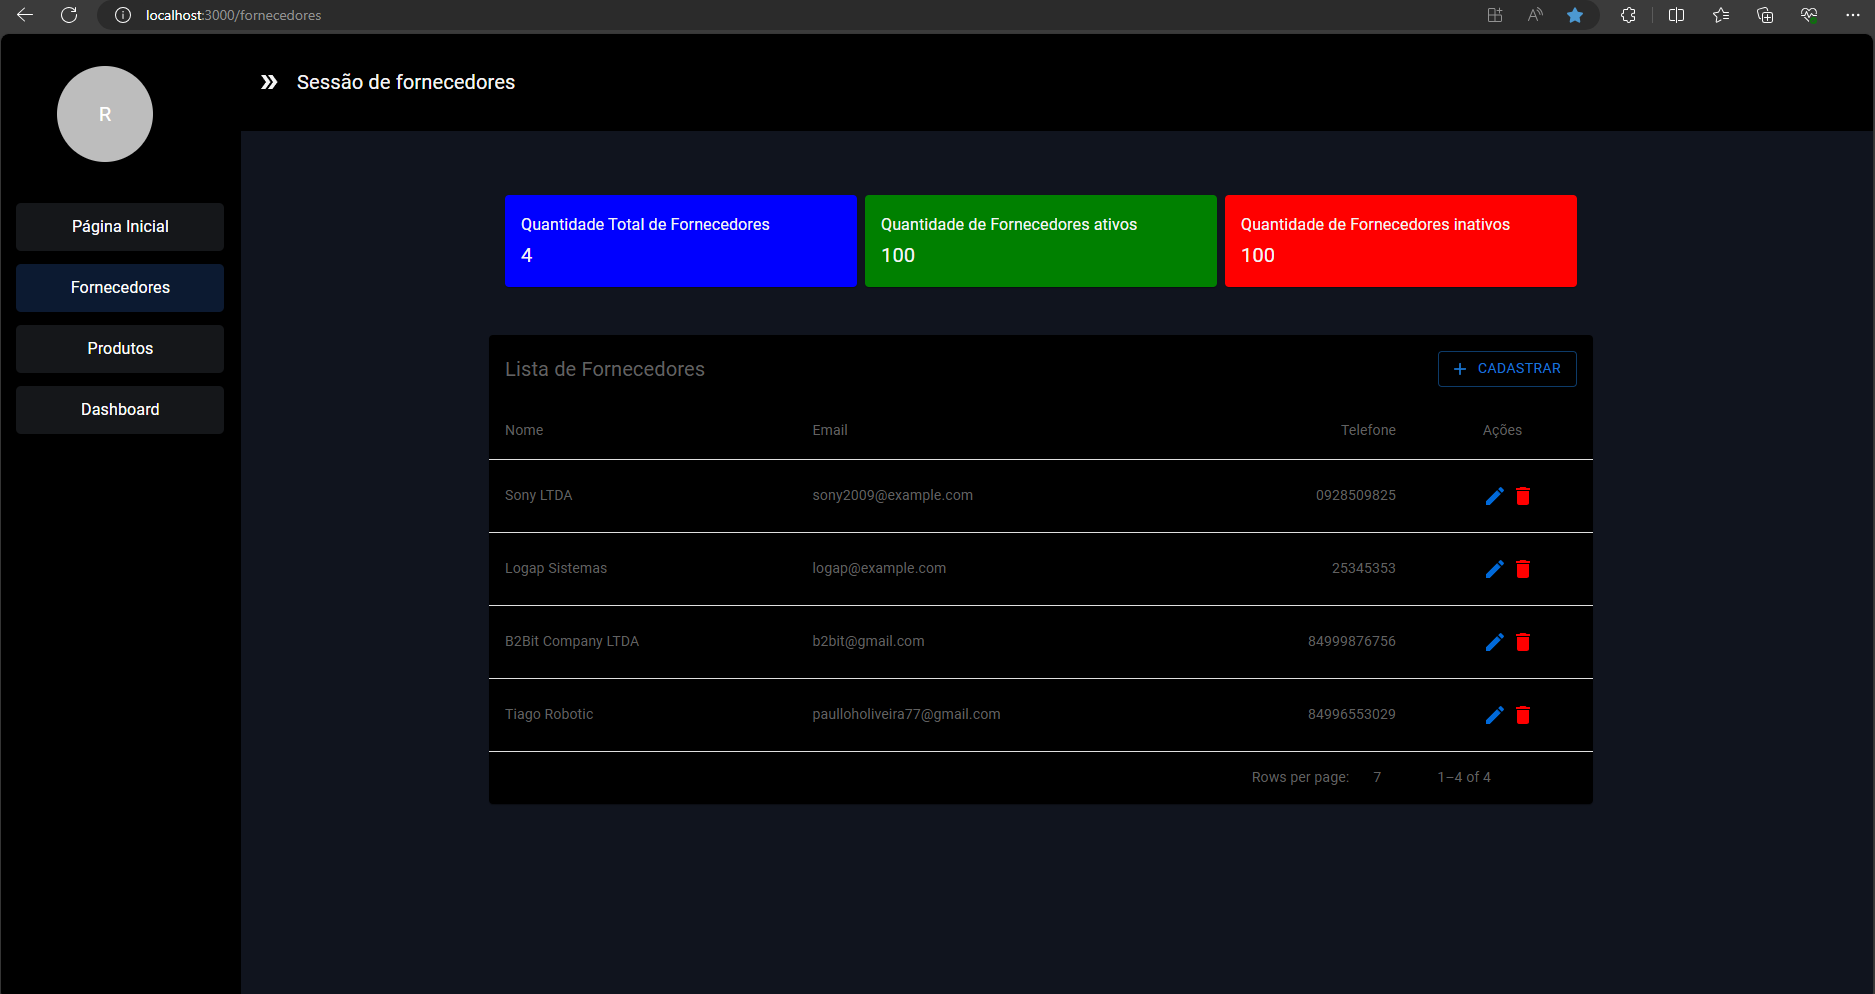 localhost:3000/fornecedores
R
Sessão de fornecedores
Página Inicial
Fornecedores
Produtos
Dashboard
Quantidade Total de Fornecedores
4
Quantidade de Fornecedores ativos
100
Quantidade de Fornecedores inativos
100
Lista de Fornecedores
+ CADASTRAR
Nome Email Telefone Ações
Sony LTDA sony2009@example.com 0928509825
Logap Sistemas logap@example.com 25345353
B2Bit Company LTDA b2bit@gmail.com 84999876756
Tiago Robotic paulloholiveira77@gmail.com 84996553029
Rows per page: 7 1–4 of 4